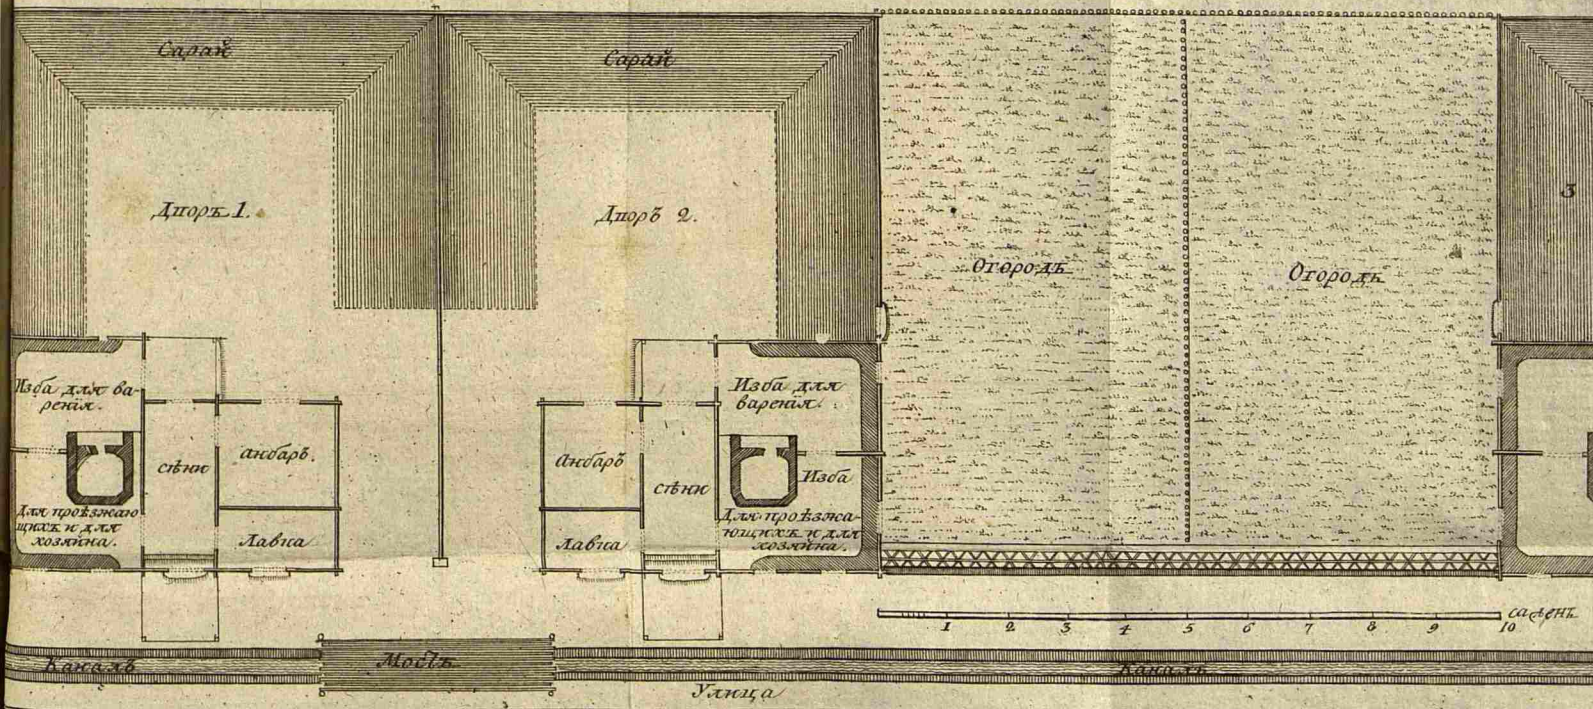 Сарай
Сарай
Дворъ 1.
Дворъ 2.
Огородъ
Огородъ
3
Изба для ва-
ренiя.
сѣни
Анбаръ.
Для проѣзжаю
щихъ и для
хозяина.
Лавка
Анбаръ
сѣни
Изба для
варенiя.
Изба
Для проѣзжа-
ющихъ и для
хозяина.
Лавка
1 2 3 4 5 6 7 8 9 10 саженъ
Каналъ
Мостъ
Каналъ
Улица